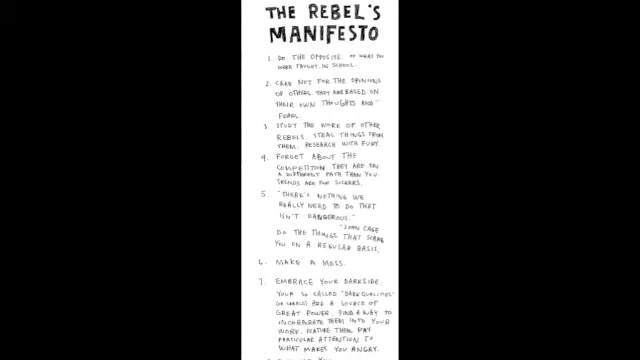 THE REBEL'S
MANIFESTO
1. DO THE OPPOSITE OF WHAT YOU
WERE TAUGHT IN SCHOOL.
2. CARE NOT FOR THE OPINIONS
OF OTHERS. THEY ARE BASED ON
THEIR OWN THOUGHTS AND
FEARS.
3. STUDY THE WORK OF OTHER
REBELS. STEAL THINGS FROM
THEM. RESEARCH WITH FURY.
4. FORGET ABOUT THE
COMPETITION. THEY ARE ON
A DIFFERENT PATH THAN YOU.
TRENDS ARE FOR SUCKERS.
5. "THERE'S NOTHING WE
REALLY NEED TO DO THAT
ISN'T DANGEROUS."
JOHN CAGE
DO THE THINGS THAT SCARE
YOU ON A REGULAR BASIS.
6. MAKE A MESS.
7. EMBRACE YOUR DARKSIDE.
YOUR SO CALLED "DARK QUALITIES"
ARE A SOURCE OF
GREAT POWER. FIND A WAY TO
INCORPORATE THEM INTO YOUR
WORK. FEATURE THEM. PAY
PARTICULAR ATTENTION TO
WHAT MAKES YOU ANGRY.